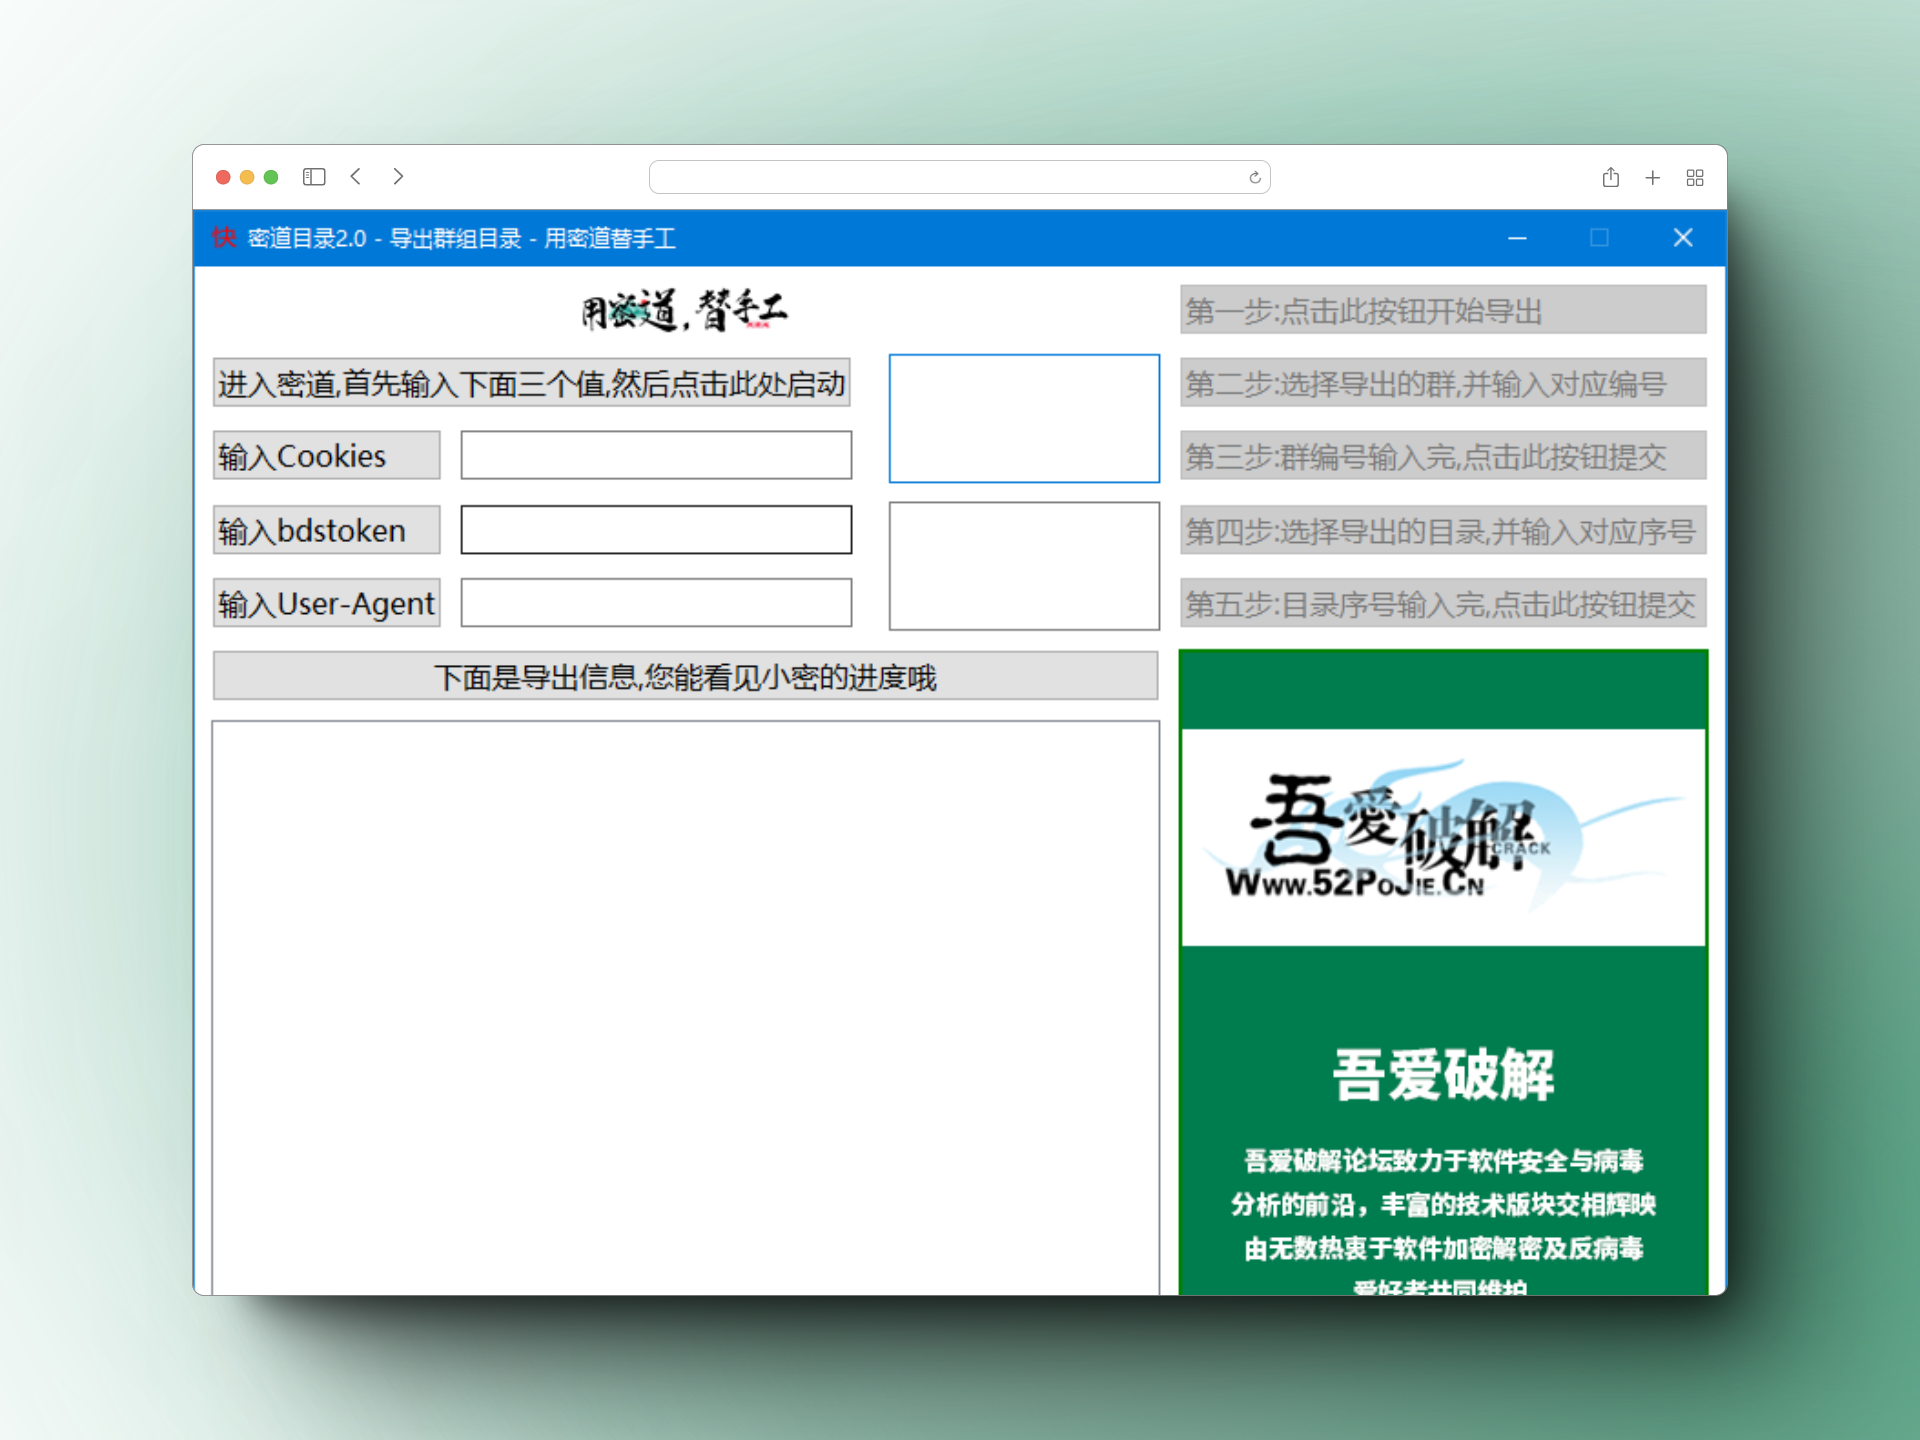 快 密道目录2.0 - 导出群组目录 - 用密道替手工
用密道,替手工
第一步:点击此按钮开始导出
进入密道,首先输入下面三个值,然后点击此处启动
第二步:选择导出的群,并输入对应编号
输入Cookies
第三步:群编号输入完,点击此按钮提交
输入bdstoken
第四步:选择导出的目录,并输入对应序号
输入User-Agent
第五步:目录序号输入完,点击此按钮提交
下面是导出信息,您能看见小密的进度哦
吾愛破解
CRACK
Www.52PoJie.Cn
吾爱破解
吾爱破解论坛致力于软件安全与病毒
分析的前沿，丰富的技术版块交相辉映
由无数热衷于软件加密解密及反病毒
爱好者共同维护